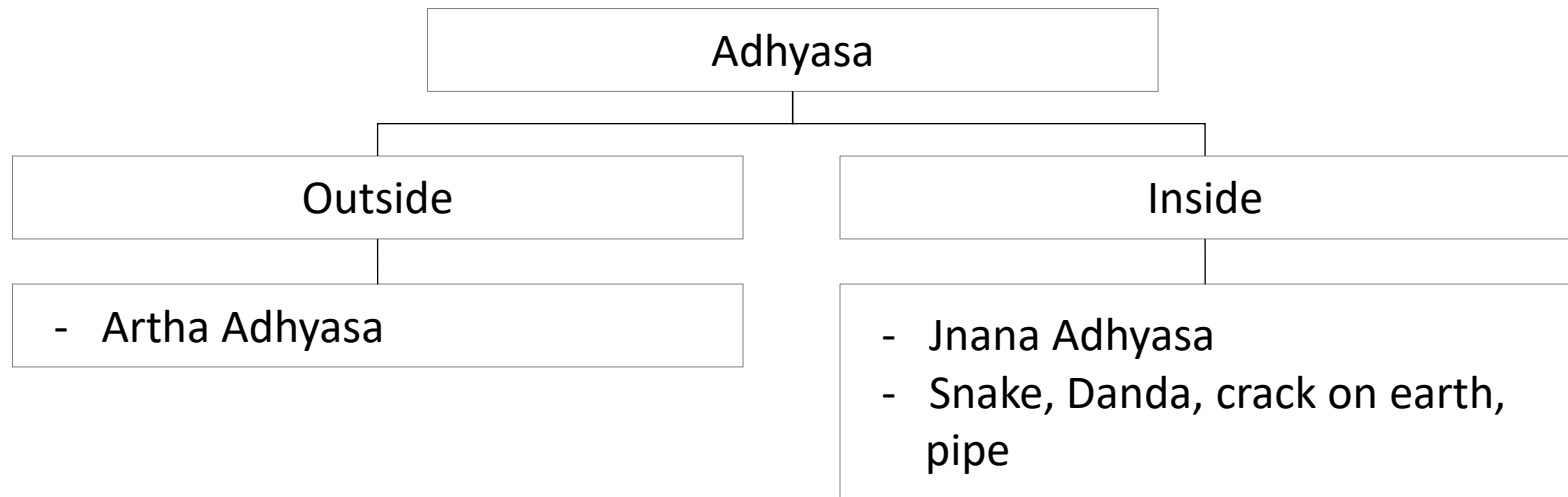 Adhyasa
Outside
Inside
- Artha Adhyasa
- Jnana Adhyasa
- Snake, Danda, crack on earth,
pipe